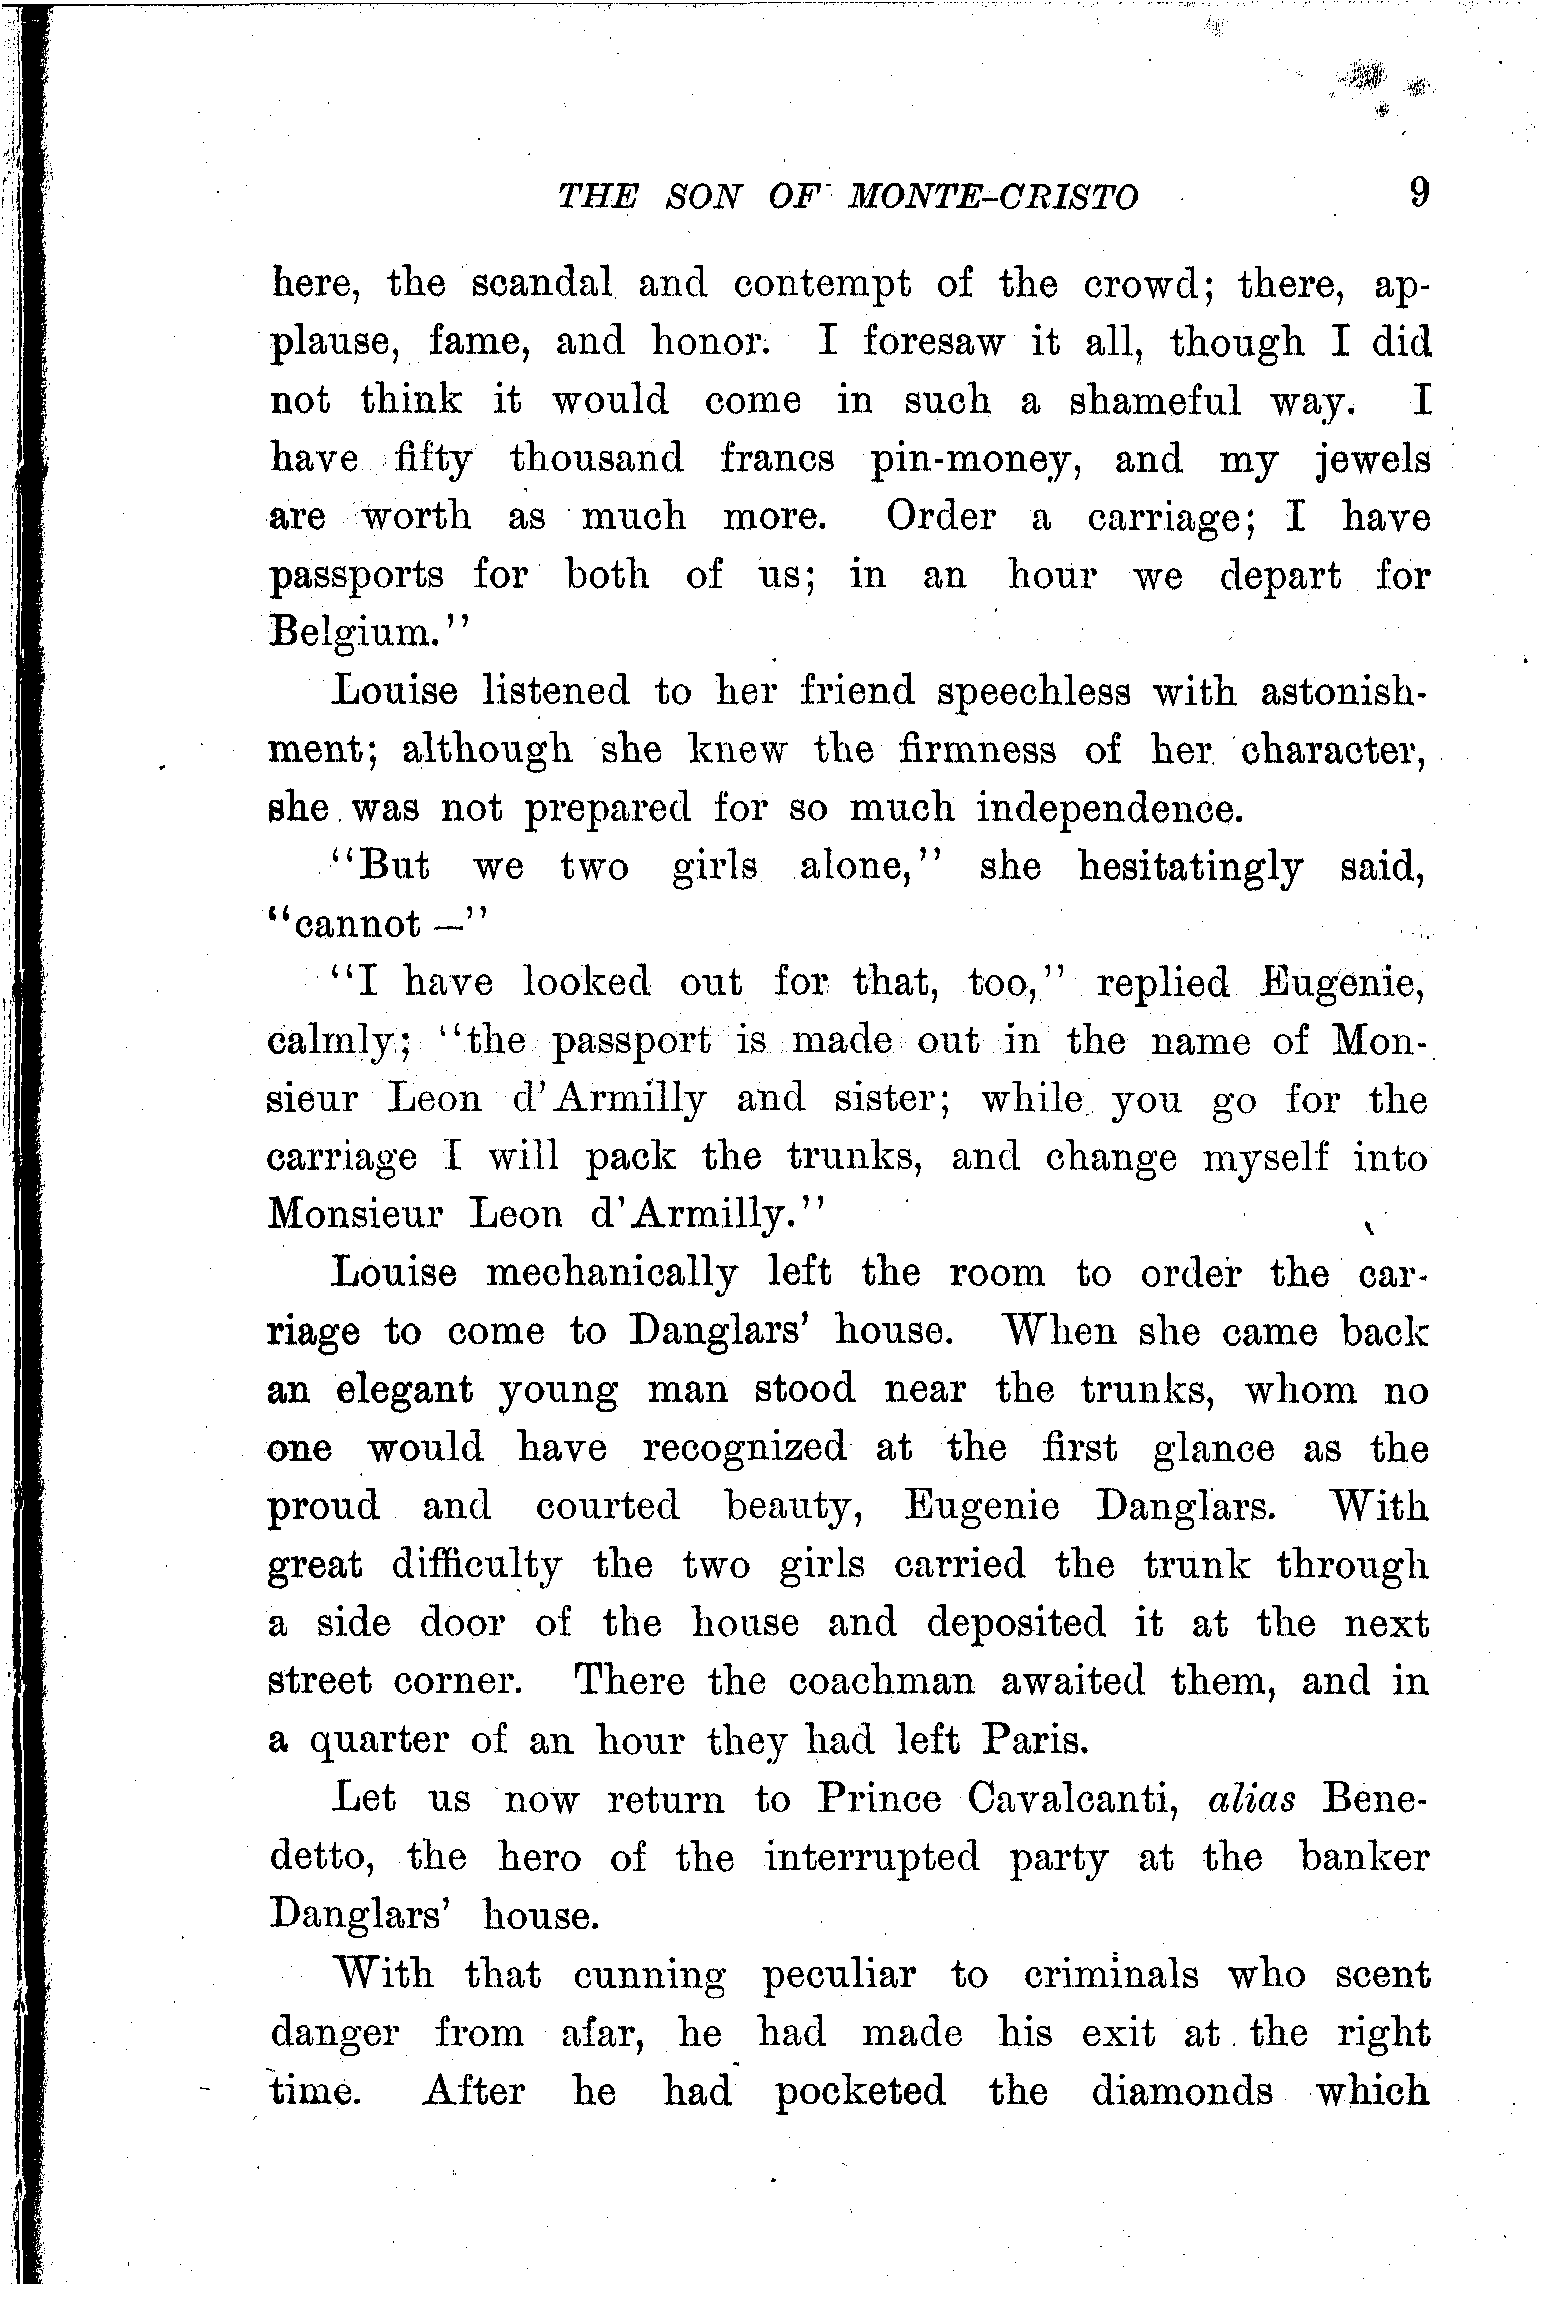 THE SON OF MONTE-CRISTO 9
here, the scandal and contempt of the crowd; there, ap-
plause, fame, and honor. I foresaw it all, though I did
not think it would come in such a shameful way. I
have fifty thousand francs pin-money, and my jewels
are worth as much more. Order a carriage; I have
passports for both of us; in an hour we depart for
Belgium."
Louise listened to her friend speechless with astonish-
ment; although she knew the firmness of her character,
she was not prepared for so much independence.
"But we two girls alone," she hesitatingly said,
"cannot—"
"I have looked out for that, too," replied Eugenie,
calmly; "the passport is made out in the name of Mon-
sieur Leon d'Armilly and sister; while you go for the
carriage I will pack the trunks, and change myself into
Monsieur Leon d'Armilly."
Louise mechanically left the room to order the car-
riage to come to Danglars' house. When she came back
an elegant young man stood near the trunks, whom no
one would have recognized at the first glance as the
proud and courted beauty, Eugenie Danglars. With
great difficulty the two girls carried the trunk through
a side door of the house and deposited it at the next
street corner. There the coachman awaited them, and in
a quarter of an hour they had left Paris.
Let us now return to Prince Cavalcanti, alias Bene-
detto, the hero of the interrupted party at the banker
Danglars' house.
With that cunning peculiar to criminals who scent
danger from afar, he had made his exit at the right
time. After he had pocketed the diamonds which